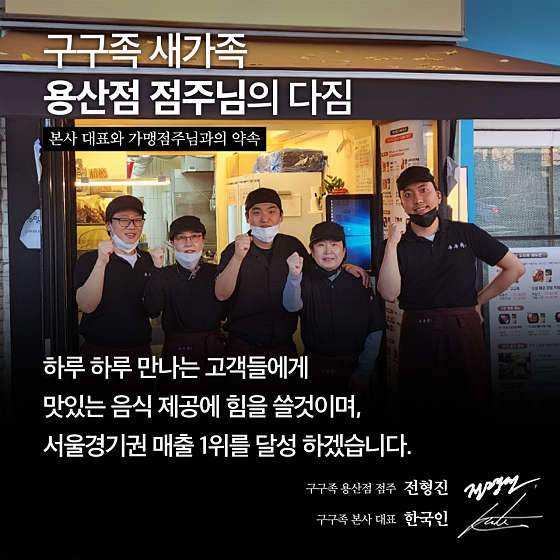 구구족 새가족
용산점 점주님의 다짐
본사 대표와 가맹점주님과의 약속
하루 하루 만나는 고객들에게
맛있는 음식 제공에 힘을 쓸것이며,
서울경기권 매출 1위를 달성 하겠습니다.
구구족 용산점 점주 전형진
구구족 본사 대표 한국인